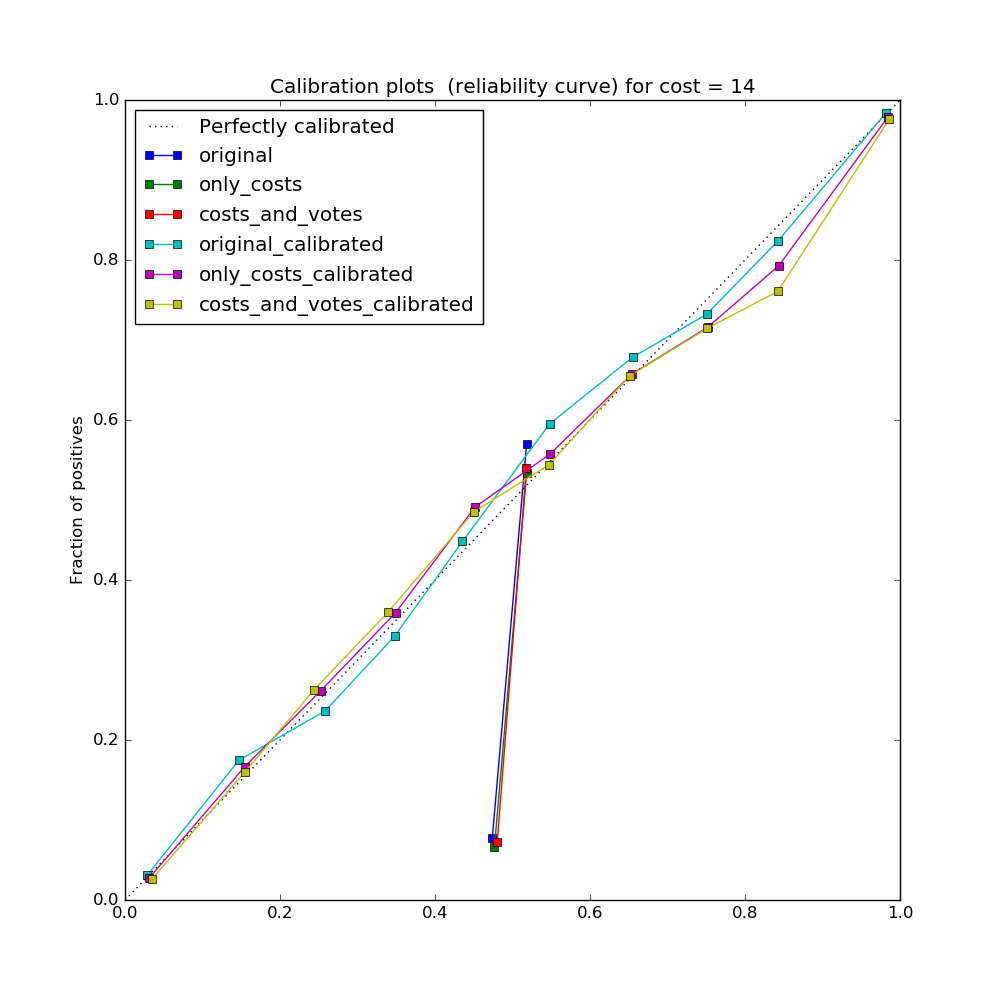 Calibration plots  (reliability curve) for cost = 14
Perfectly calibrated
original
only_costs
costs_and_votes
original_calibrated
only_costs_calibrated
costs_and_votes_calibrated
Fraction of positives
1.0
0.8
0.6
0.4
0.2
0.0
0.0 0.2 0.4 0.6 0.8 1.0